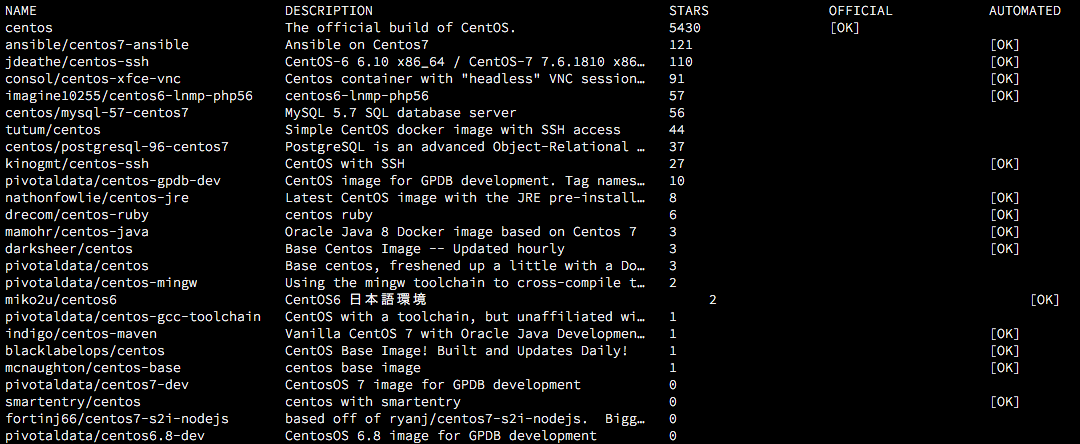 NAME DESCRIPTION STARS OFFICIAL AUTOMATED
centos The official build of CentOS. 5430 [OK]
ansible/centos7-ansible Ansible on Centos7 121 [OK]
jdeathe/centos-ssh CentOS-6 6.10 x86_64 / CentOS-7 7.6.1810 x86… 110 [OK]
consol/centos-xfce-vnc Centos container with "headless" VNC session… 91 [OK]
imagine10255/centos6-lnmp-php56 centos6-lnmp-php56 57 [OK]
centos/mysql-57-centos7 MySQL 5.7 SQL database server 56
tutum/centos Simple CentOS docker image with SSH access 44
centos/postgresql-96-centos7 PostgreSQL is an advanced Object-Relational … 37
kinogmt/centos-ssh CentOS with SSH 27 [OK]
pivotaldata/centos-gpdb-dev CentOS image for GPDB development. Tag names… 10
nathonfowlie/centos-jre Latest CentOS image with the JRE pre-install… 8 [OK]
drecom/centos-ruby centos ruby 6 [OK]
mamohr/centos-java Oracle Java 8 Docker image based on Centos 7 3 [OK]
darksheer/centos Base Centos Image -- Updated hourly 3 [OK]
pivotaldata/centos Base centos, freshened up a little with a Do… 3
pivotaldata/centos-mingw Using the mingw toolchain to cross-compile t… 2
miko2u/centos6 CentOS6 日本語環境 2 [OK]
pivotaldata/centos-gcc-toolchain CentOS with a toolchain, but unaffiliated wi… 1
indigo/centos-maven Vanilla CentOS 7 with Oracle Java Developmen… 1 [OK]
blacklabelops/centos CentOS Base Image! Built and Updates Daily! 1 [OK]
mcnaughton/centos-base centos base image 1 [OK]
pivotaldata/centos7-dev CentosOS 7 image for GPDB development 0
smartentry/centos centos with smartentry 0 [OK]
fortinj66/centos7-s2i-nodejs based off of ryanj/centos7-s2i-nodejs.  Bigg… 0
pivotaldata/centos6.8-dev CentosOS 6.8 image for GPDB development 0